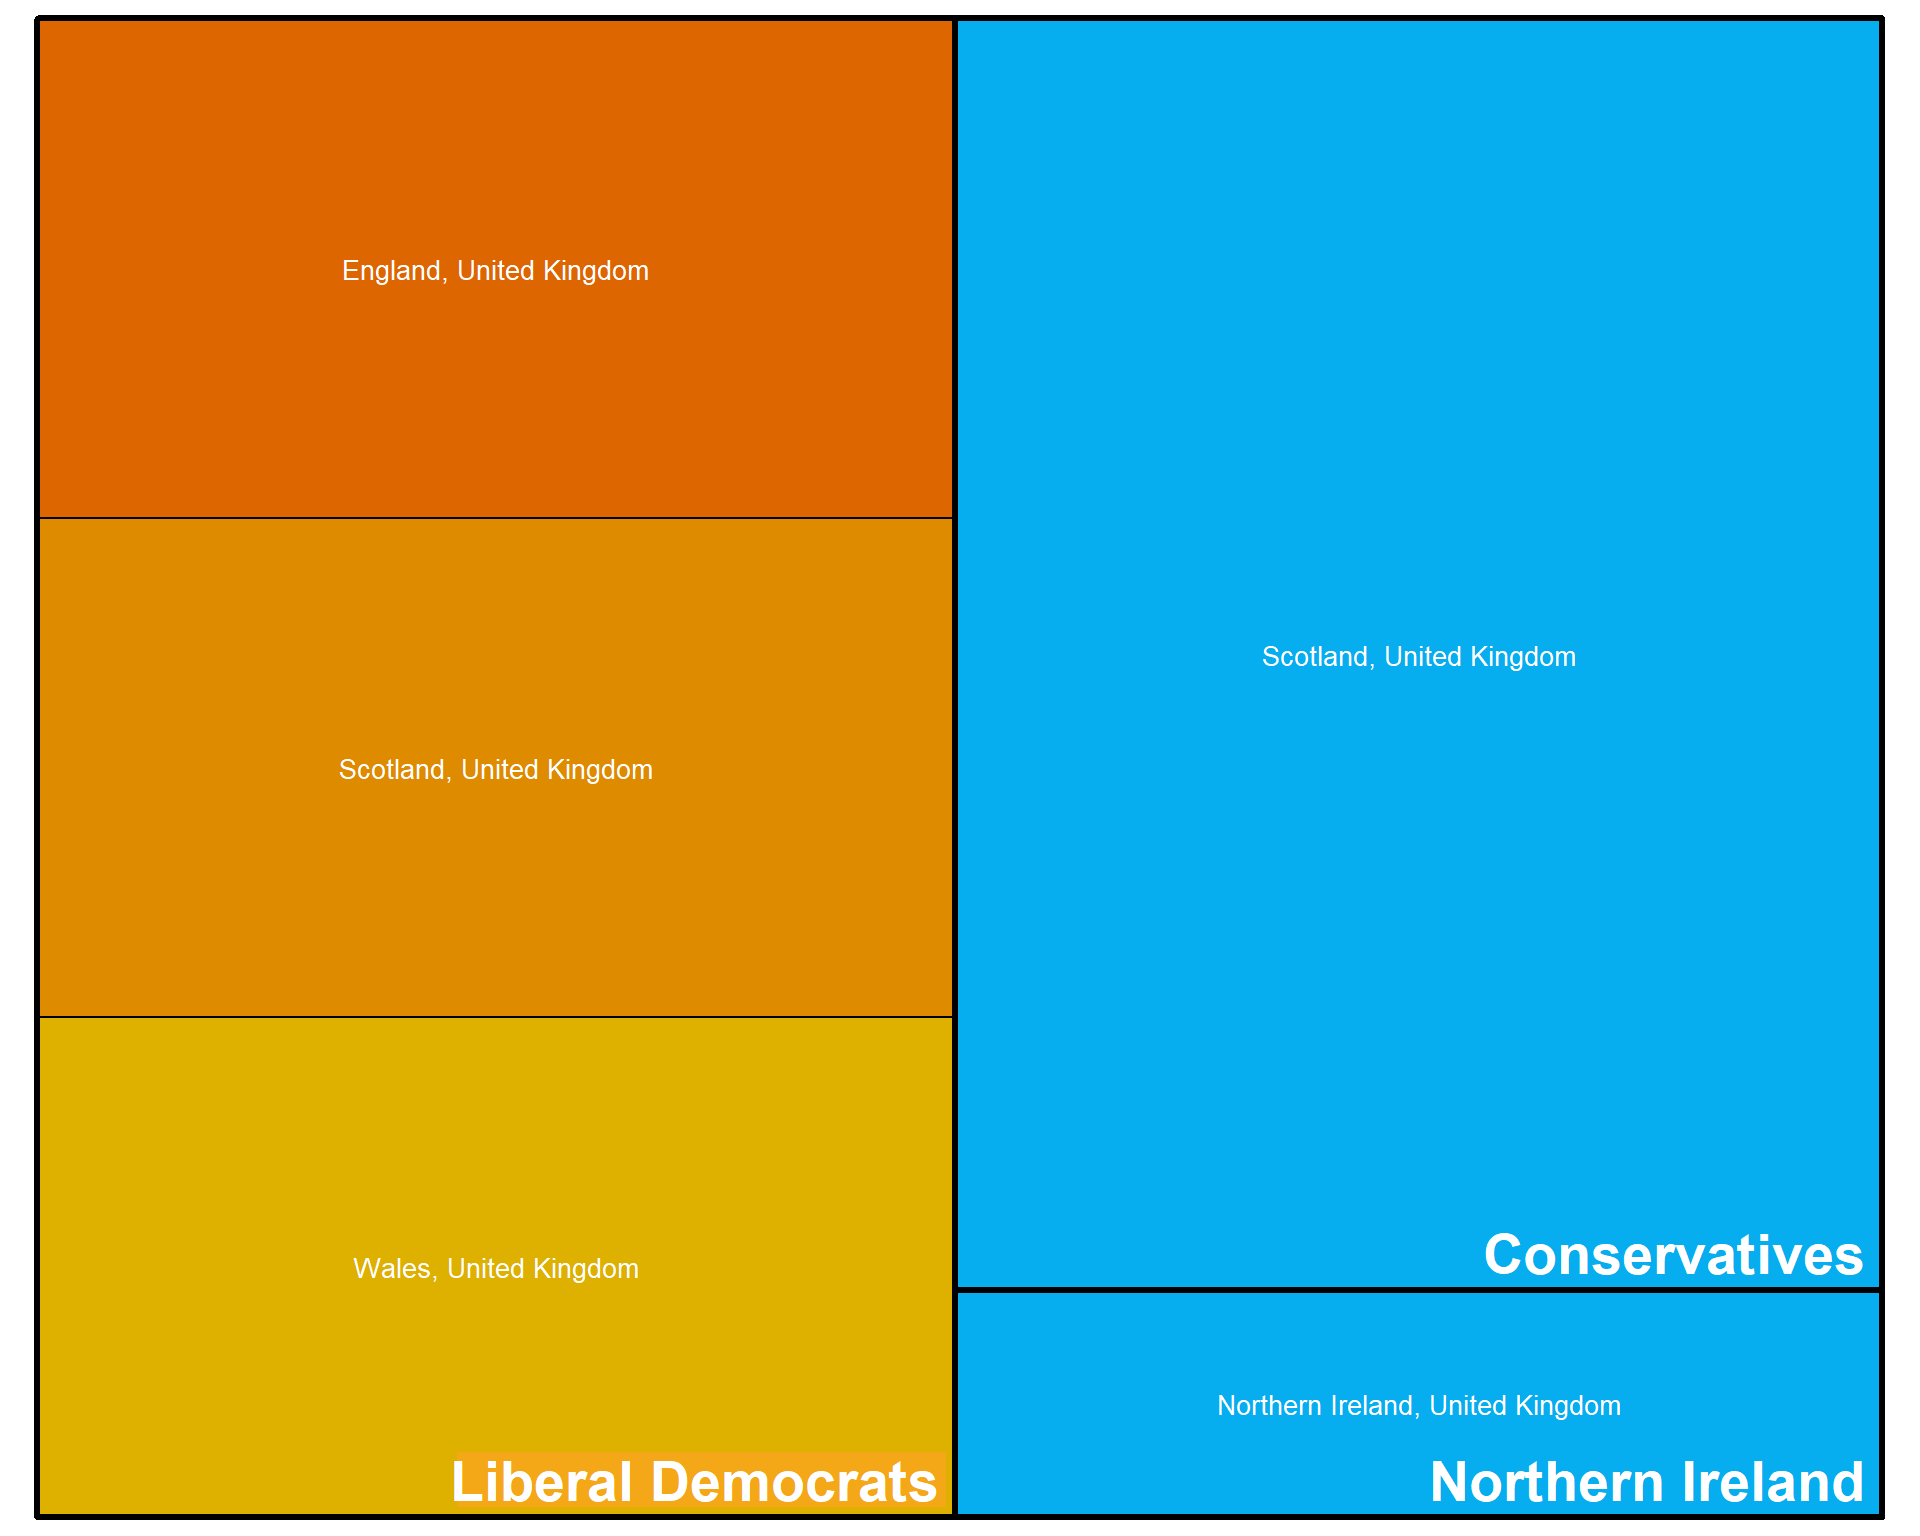 England, United Kingdom
Scotland, United Kingdom
Wales, United Kingdom
Liberal Democrats
Scotland, United Kingdom
Conservatives
Northern Ireland, United Kingdom
Northern Ireland